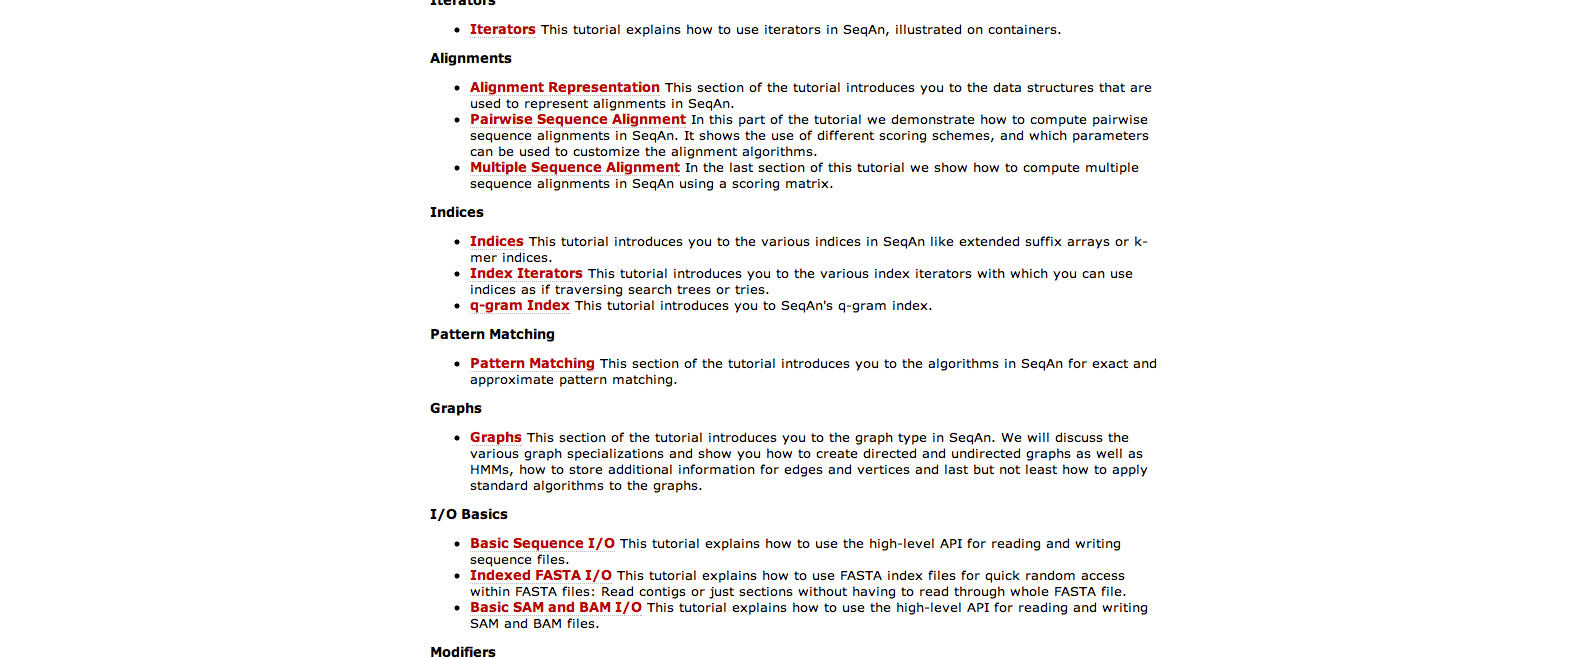 Iterators
• Iterators This tutorial explains how to use iterators in SeqAn, illustrated on containers.
Alignments
• Alignment Representation This section of the tutorial introduces you to the data structures that are
used to represent alignments in SeqAn.
• Pairwise Sequence Alignment In this part of the tutorial we demonstrate how to compute pairwise
sequence alignments in SeqAn. It shows the use of different scoring schemes, and which parameters
can be used to customize the alignment algorithms.
• Multiple Sequence Alignment In the last section of this tutorial we show how to compute multiple
sequence alignments in SeqAn using a scoring matrix.
Indices
• Indices This tutorial introduces you to the various indices in SeqAn like extended suffix arrays or k-
mer indices.
• Index Iterators This tutorial introduces you to the various index iterators with which you can use
indices as if traversing search trees or tries.
• q-gram Index This tutorial introduces you to SeqAn's q-gram index.
Pattern Matching
• Pattern Matching This section of the tutorial introduces you to the algorithms in SeqAn for exact and
approximate pattern matching.
Graphs
• Graphs This section of the tutorial introduces you to the graph type in SeqAn. We will discuss the
various graph specializations and show you how to create directed and undirected graphs as well as
HMMs, how to store additional information for edges and vertices and last but not least how to apply
standard algorithms to the graphs.
I/O Basics
• Basic Sequence I/O This tutorial explains how to use the high-level API for reading and writing
sequence files.
• Indexed FASTA I/O This tutorial explains how to use FASTA index files for quick random access
within FASTA files: Read contigs or just sections without having to read through whole FASTA file.
• Basic SAM and BAM I/O This tutorial explains how to use the high-level API for reading and writing
SAM and BAM files.
Modifiers